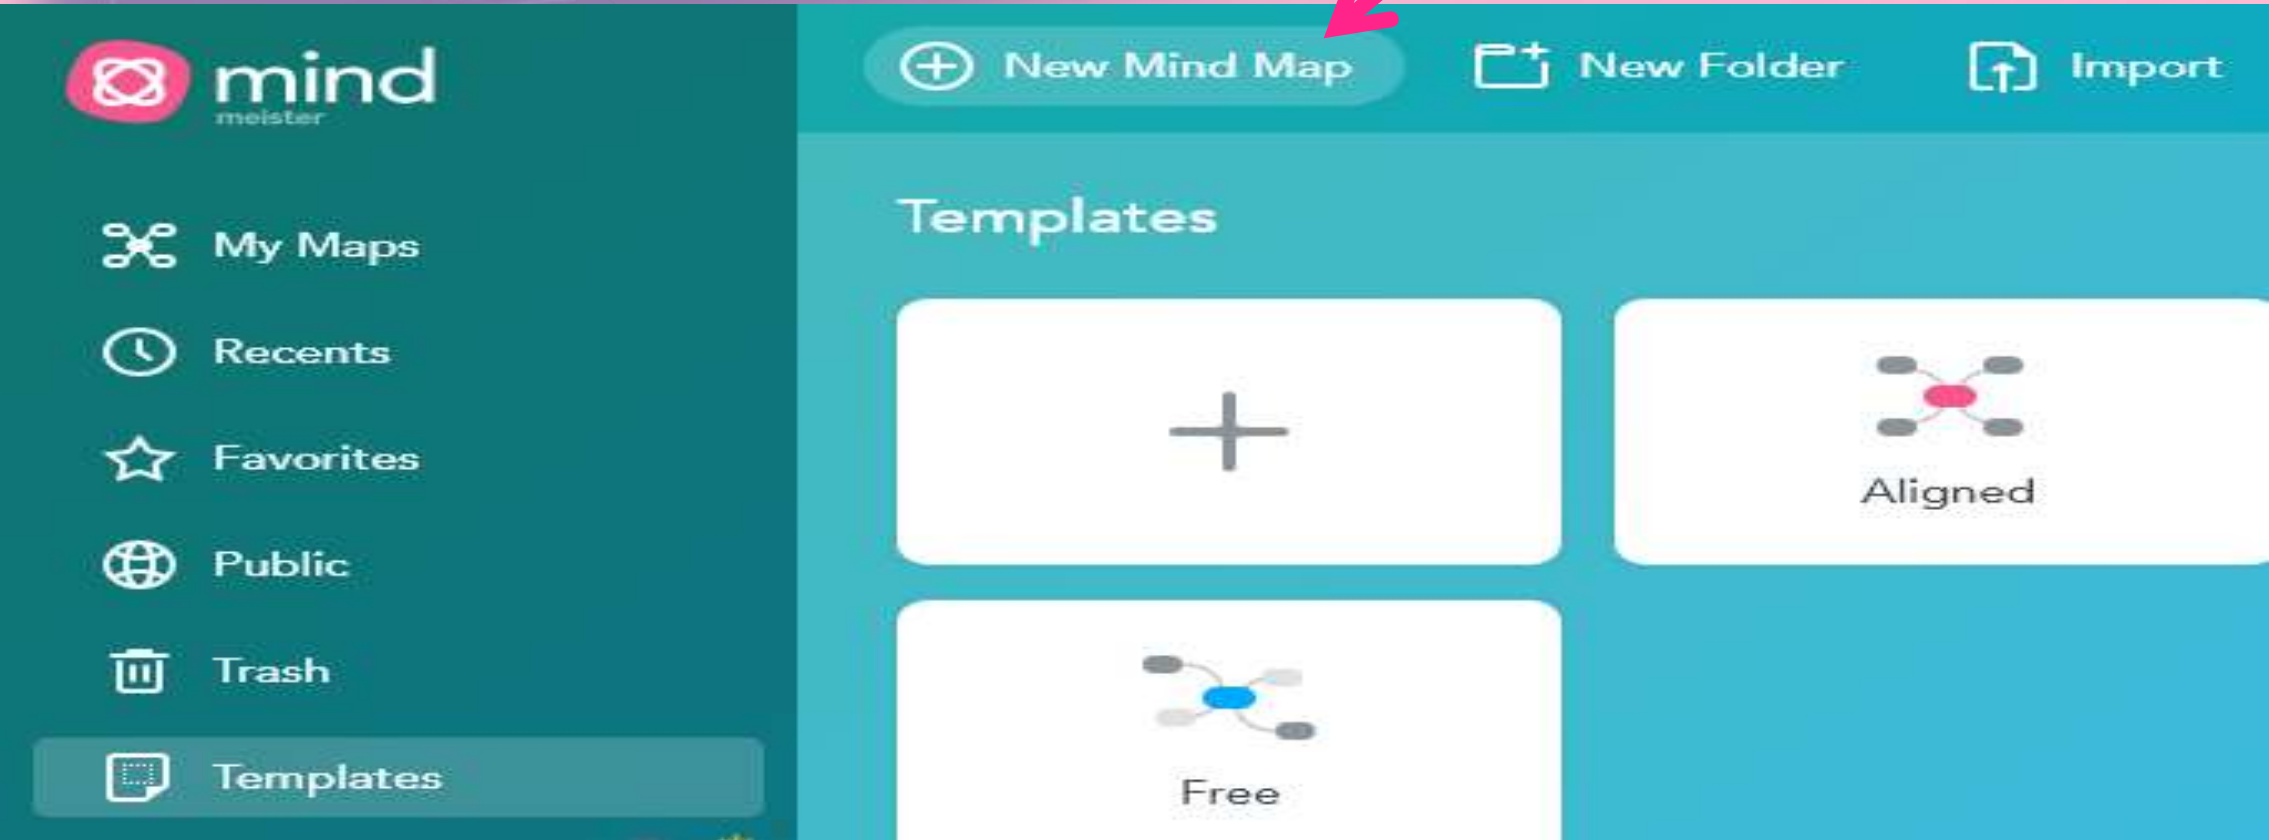 mind
meister
My Maps
Recents
Favorites
Public
Trash
Templates
New Mind Map
New Folder
Import
Templates
Aligned
Free